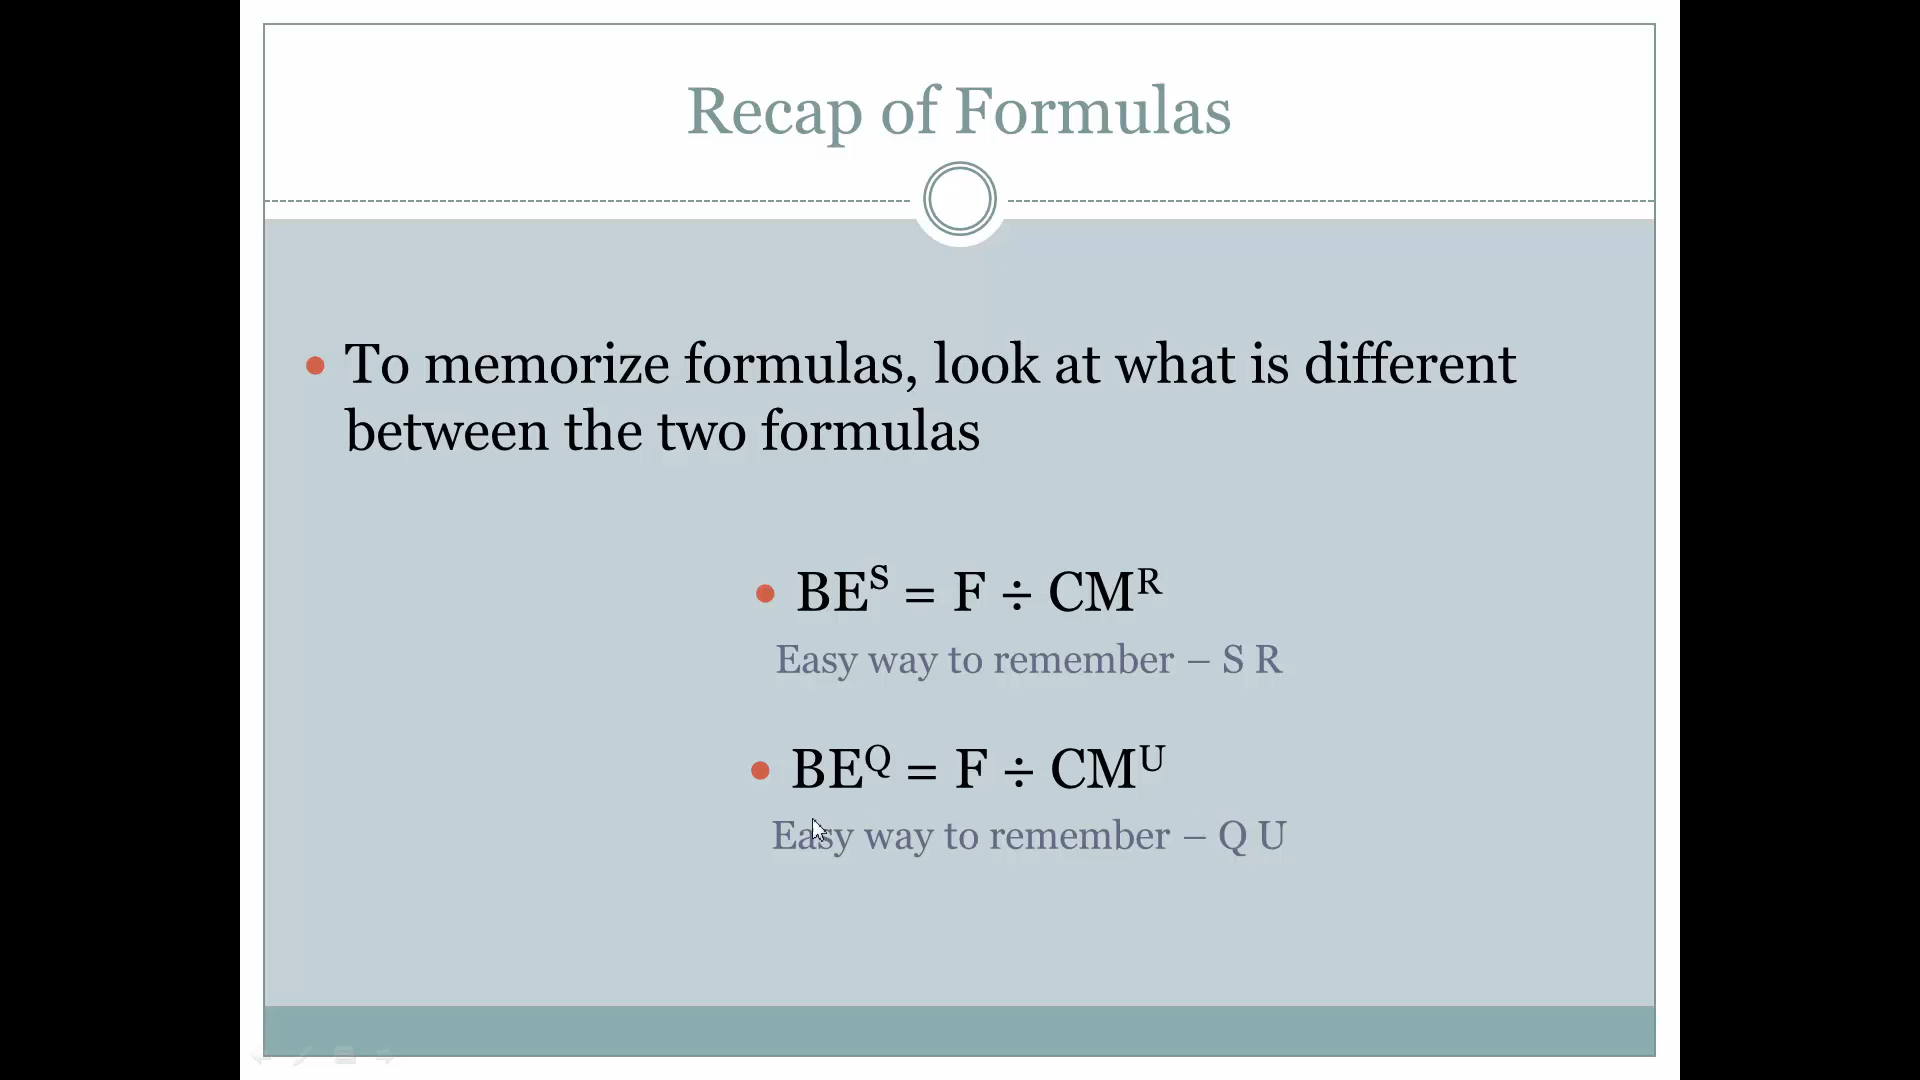 Recap of Formulas
• To memorize formulas, look at what is different
between the two formulas
• BEˢ = F ÷ CMᴿ
Easy way to remember – S R
• BE^Q = F ÷ CMᵁ
Easy way to remember – Q U